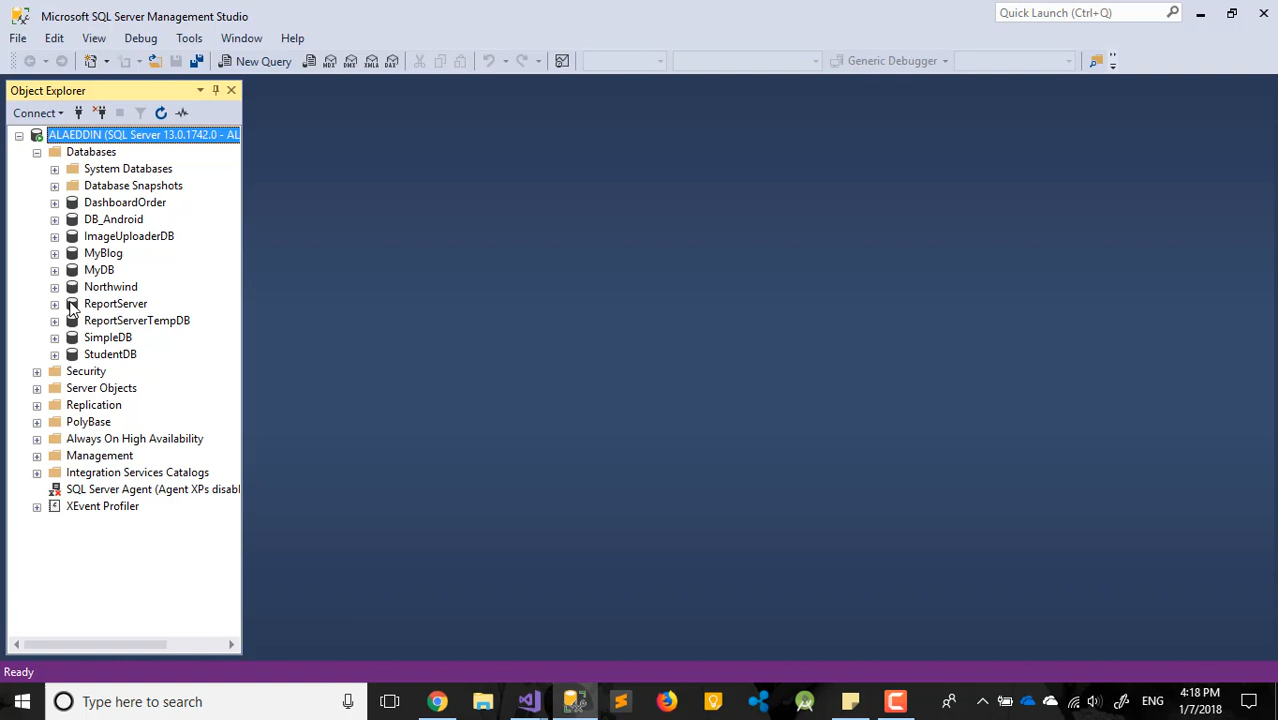 Microsoft SQL Server Management Studio
Quick Launch (Ctrl+Q)
File Edit View Debug Tools Window Help
New Query
MDX DMX XMLA DAX
Generic Debugger
Object Explorer
Connect
ALAEDDIN (SQL Server 13.0.1742.0 - AL
Databases
System Databases
Database Snapshots
DashboardOrder
DB_Android
ImageUploaderDB
MyBlog
MyDB
Northwind
ReportServer
ReportServerTempDB
SimpleDB
StudentDB
Security
Server Objects
Replication
PolyBase
Always On High Availability
Management
Integration Services Catalogs
SQL Server Agent (Agent XPs disabl
XEvent Profiler
Ready
Type here to search
ENG
4:18 PM
1/7/2018